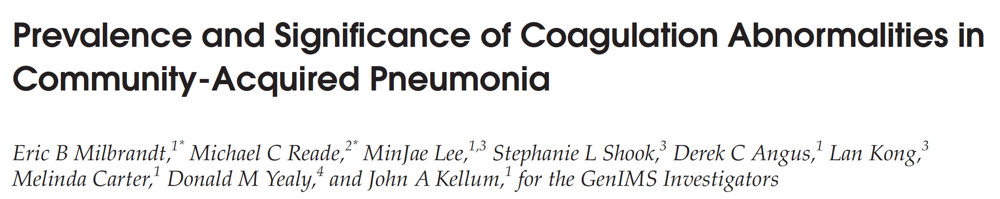 Prevalence and Significance of Coagulation Abnormalities in
Community-Acquired Pneumonia
Eric B Milbrandt,1* Michael C Reade,2* MinJae Lee,1,3 Stephanie L Shook,3 Derek C Angus,1 Lan Kong,3
Melinda Carter,1 Donald M Yealy,4 and John A Kellum,1 for the GenIMS Investigators